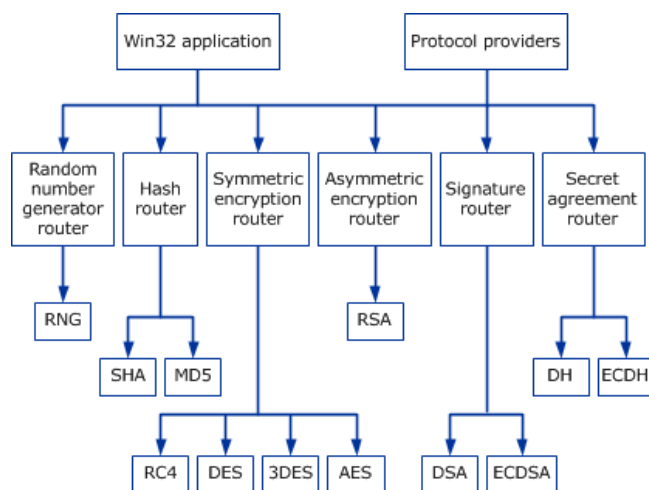 Win32 application
Protocol providers
Random
number
generator
router
Hash
router
Symmetric
encryption
router
Asymmetric
encryption
router
Signature
router
Secret
agreement
router
RNG
RSA
SHA
MD5
DH
ECDH
RC4
DES
3DES
AES
DSA
ECDSA